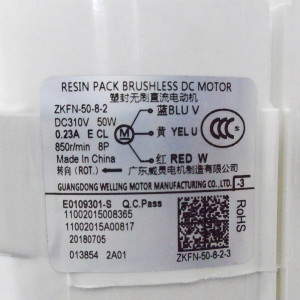 RESIN PACK BRUSHLESS DC MOTOR
塑封无刷直流电动机
ZKFN-50-8-2
DC310V 50W
0.23A E CL
850r/min 8P
Made In China
转向 (ROT.)
蓝BLU V
M
黄 YEL U
红 RED W
CCC
广东威灵电机制造有限公司
GUANGDONG WELLING MOTOR MANUFACTURING CO.,LTD.
-3
E0109301-S Q.C.Pass
11002015008365
11002015A00817
20180705
013854 2A01
RoHS
ZKFN-50-8-2-3